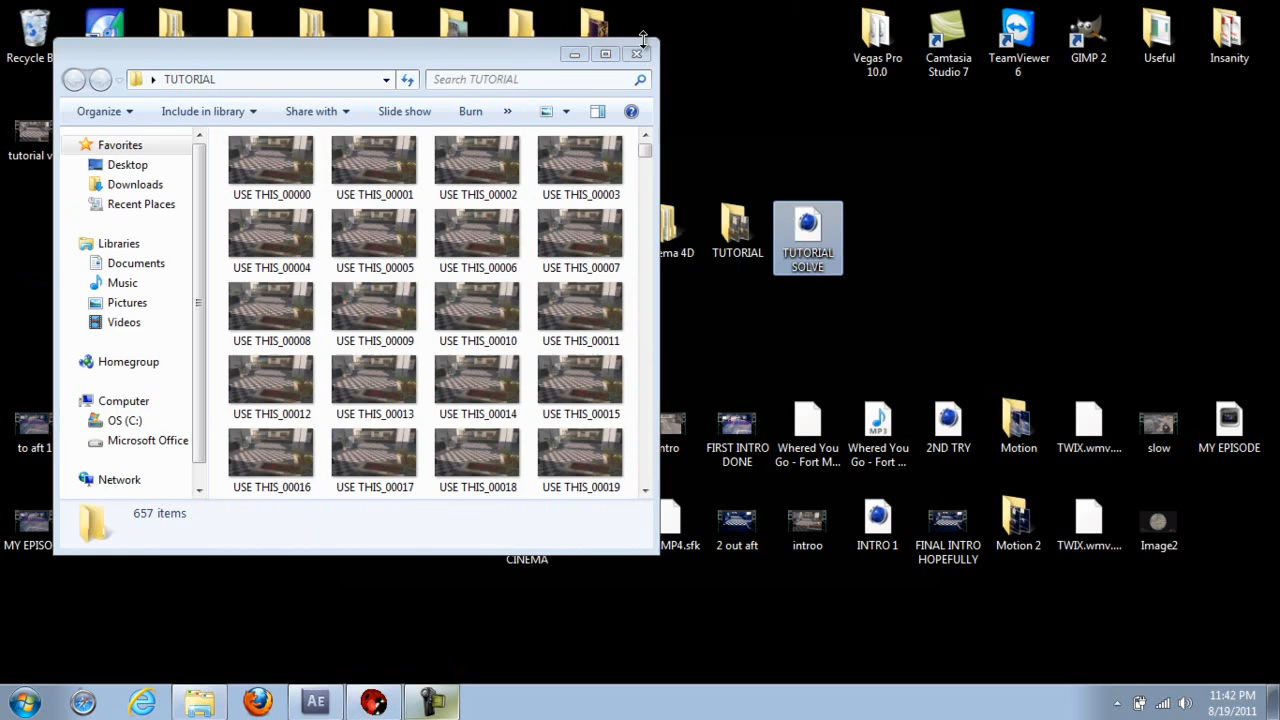 Recycle B
Vegas Pro
10.0
Camtasia
Studio 7
TeamViewer
6
GIMP 2
Useful
Insanity
TUTORIAL
Search TUTORIAL
Organize
Include in library
Share with
Slide show
Burn
»
Favorites
Desktop
Downloads
Recent Places
Libraries
Documents
Music
Pictures
Videos
Homegroup
Computer
OS (C:)
Microsoft Office
Network
USE THIS_00000
USE THIS_00001
USE THIS_00002
USE THIS_00003
USE THIS_00004
USE THIS_00005
USE THIS_00006
USE THIS_00007
USE THIS_00008
USE THIS_00009
USE THIS_00010
USE THIS_00011
USE THIS_00012
USE THIS_00013
USE THIS_00014
USE THIS_00015
USE THIS_00016
USE THIS_00017
USE THIS_00018
USE THIS_00019
657 items
tutorial v
ema 4D
TUTORIAL
TUTORIAL
SOLVE
to aft 1
ntro
FIRST INTRO
DONE
Whered You
Go - Fort M...
Whered You
Go - Fort ...
2ND TRY
Motion
TWIX.wmv....
slow
MY EPISODE
MY EPISO
MP4.sfk
2 out aft
introo
INTRO 1
FINAL INTRO
HOPEFULLY
Motion 2
TWIX.wmv....
Image2
CINEMA
Ae
11:42 PM
8/19/2011